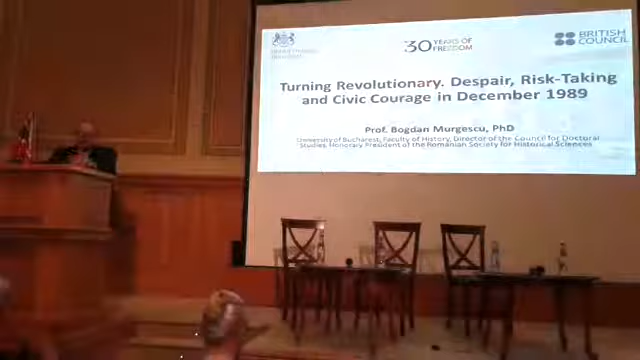 30 YEARS OF
FREEDOM
BRITISH
COUNCIL
Turning Revolutionary. Despair, Risk-Taking
and Civic Courage in December 1989
Prof. Bogdan Murgescu, PhD
University of Bucharest, Faculty of History, Director of the Council for Doctoral
Studies, Honorary President of the Romanian Society for Historical Sciences